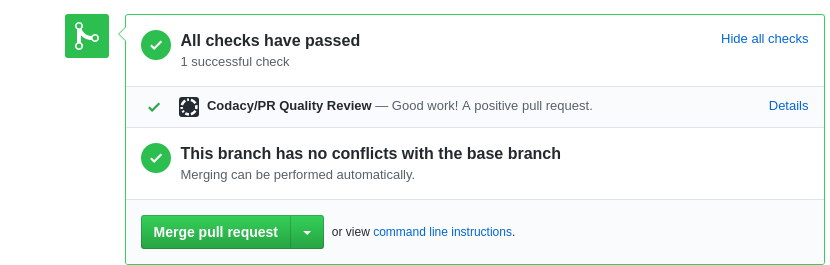 All checks have passed
Hide all checks
1 successful check
Codacy/PR Quality Review — Good work! A positive pull request.
Details
This branch has no conflicts with the base branch
Merging can be performed automatically.
Merge pull request
or view command line instructions.